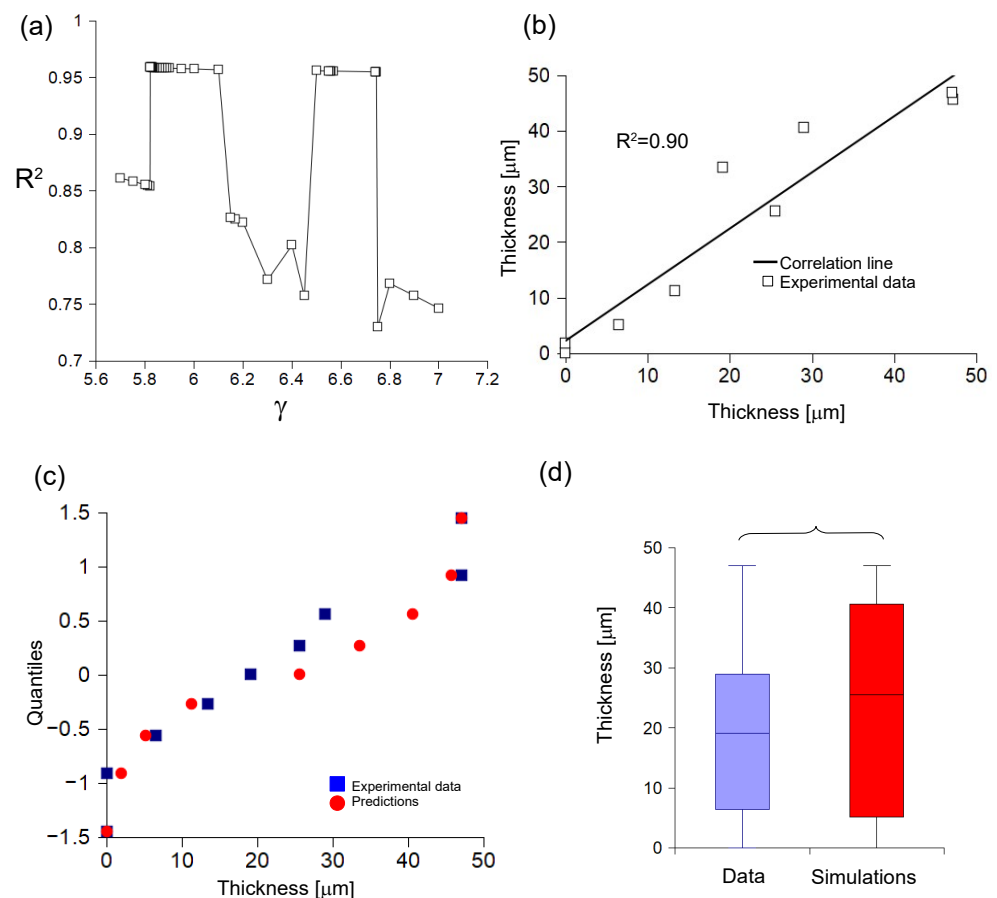 (a)
1
0.95
0.9
0.85
0.8
0.75
0.7
R²
5.6 5.8 6 6.2 6.4 6.6 6.8 7 7.2
γ
(b)
50
40
30
20
10
0
Thickness [μm]
R²=0.90
Correlation line
Experimental data
0 10 20 30 40 50
Thickness [μm]
(c)
1.5
1
0.5
0
−0.5
−1
−1.5
Quantiles
Experimental data
Predictions
0 10 20 30 40 50
Thickness [μm]
(d)
50
40
30
20
10
0
Thickness [μm]
Data Simulations